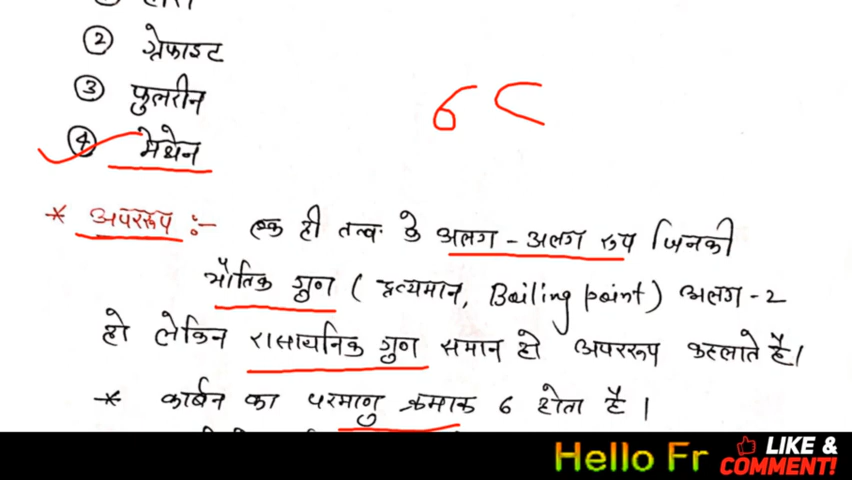 ② ग्रेफाइट
③ फुलरीन
6 C
④ मेथेन
* अपररूप :- एक ही तत्व के अलग - अलग रूप जिनकी
भौतिक गुण ( द्रव्यमान, Boiling point) अलग - 2
हो लेकिन रासायनिक गुण समान हो अपररूप कहलाते है।
* कार्बन का परमाणु क्रमाक 6 होता है।
Hello Fr
LIKE &
COMMENT!